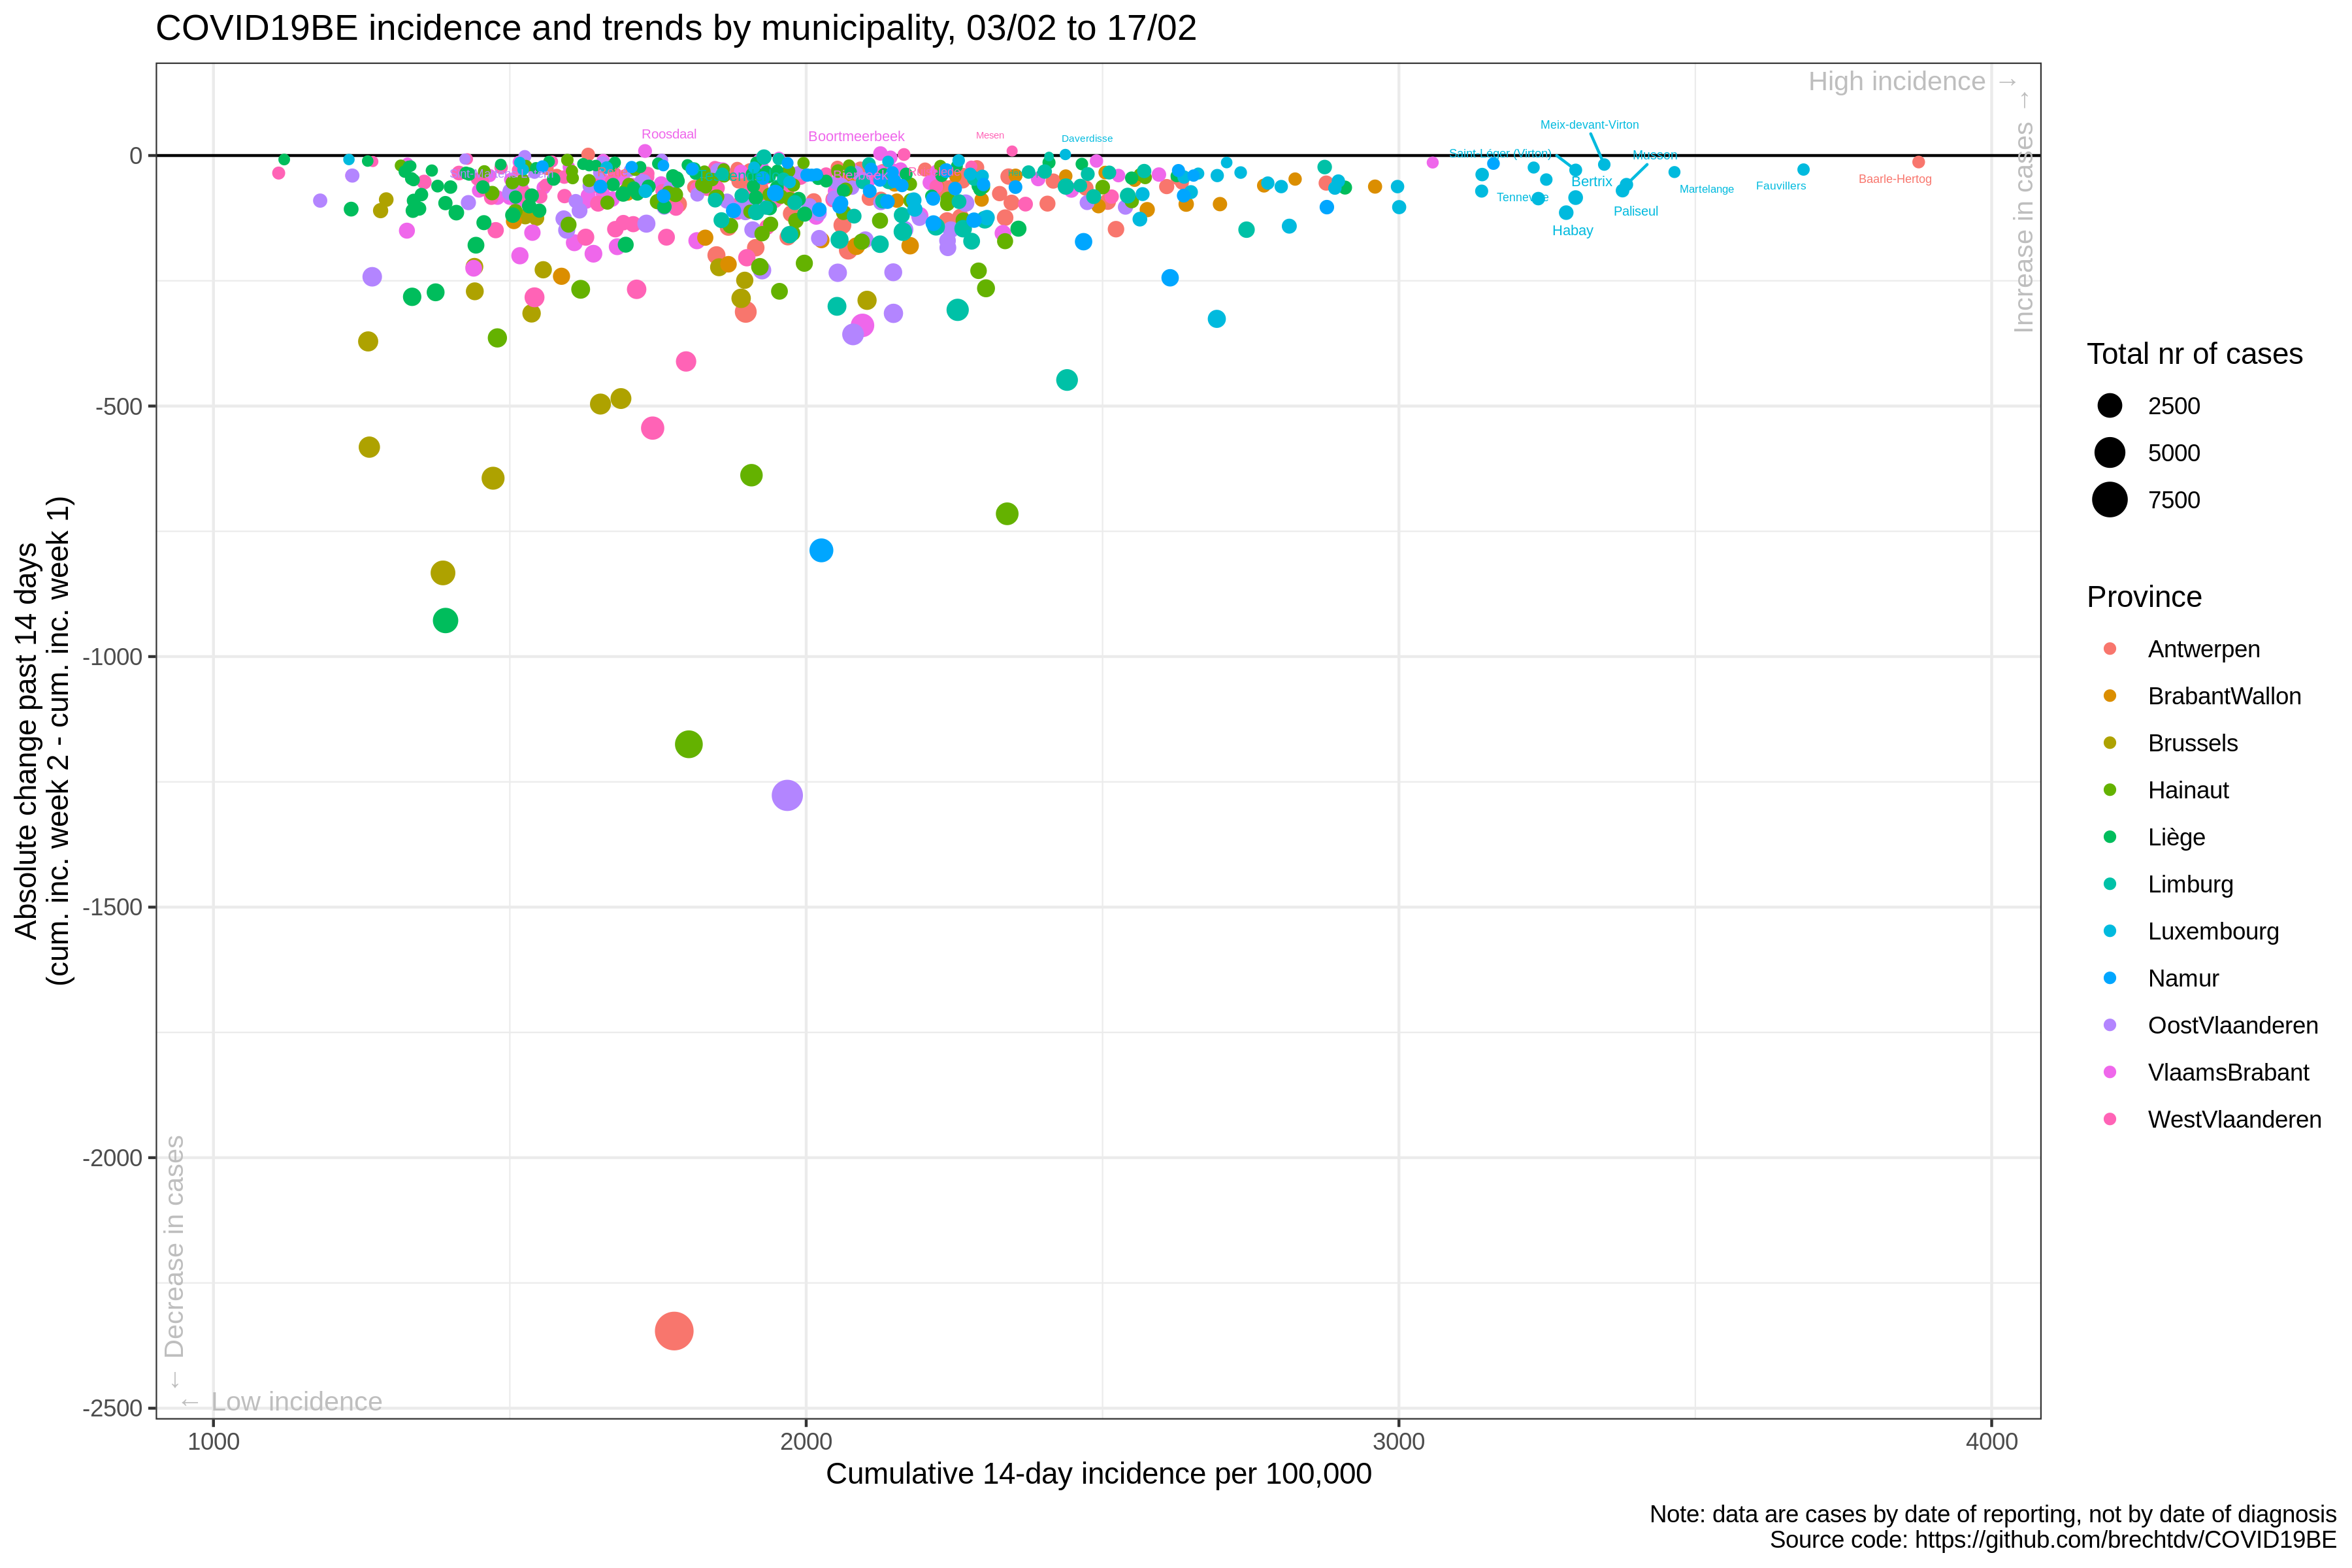 COVID19BE incidence and trends by municipality, 03/02 to 17/02
High incidence →
Increase in cases →
Roosdaal
Boortmeerbeek
Mesen
Daverdisse
Meix-devant-Virton
Saint-Léger (Virton)
Musson
Bertrix
Tenneville
Martelange
Fauvillers
Baarle-Hertog
Paliseul
Habay
0
-500
-1000
-1500
-2000
-2500
Absolute change past 14 days
(cum. inc. week 2 - cum. inc. week 1)
← Decrease in cases
← Low incidence
1000
2000
3000
4000
Cumulative 14-day incidence per 100,000
Total nr of cases
2500
5000
7500
Province
Antwerpen
BrabantWallon
Brussels
Hainaut
Liège
Limburg
Luxembourg
Namur
OostVlaanderen
VlaamsBrabant
WestVlaanderen
Note: data are cases by date of reporting, not by date of diagnosis
Source code: https://github.com/brechtdv/COVID19BE